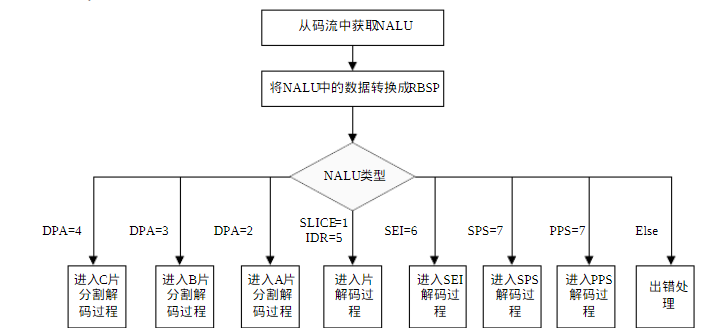 从码流中获取NALU
将NALU中的数据转换成RBSP
NALU类型
DPA=4
DPA=3
DPA=2
SLICE=1
IDR=5
SEI=6
SPS=7
PPS=7
Else
进入C片
分割解
码过程
进入B片
分割解
码过程
进入A片
分割解
码过程
进入片
解码过
程
进入SEI
解码过
程
进入SPS
解码过
程
进入PPS
解码过
程
出错处
理